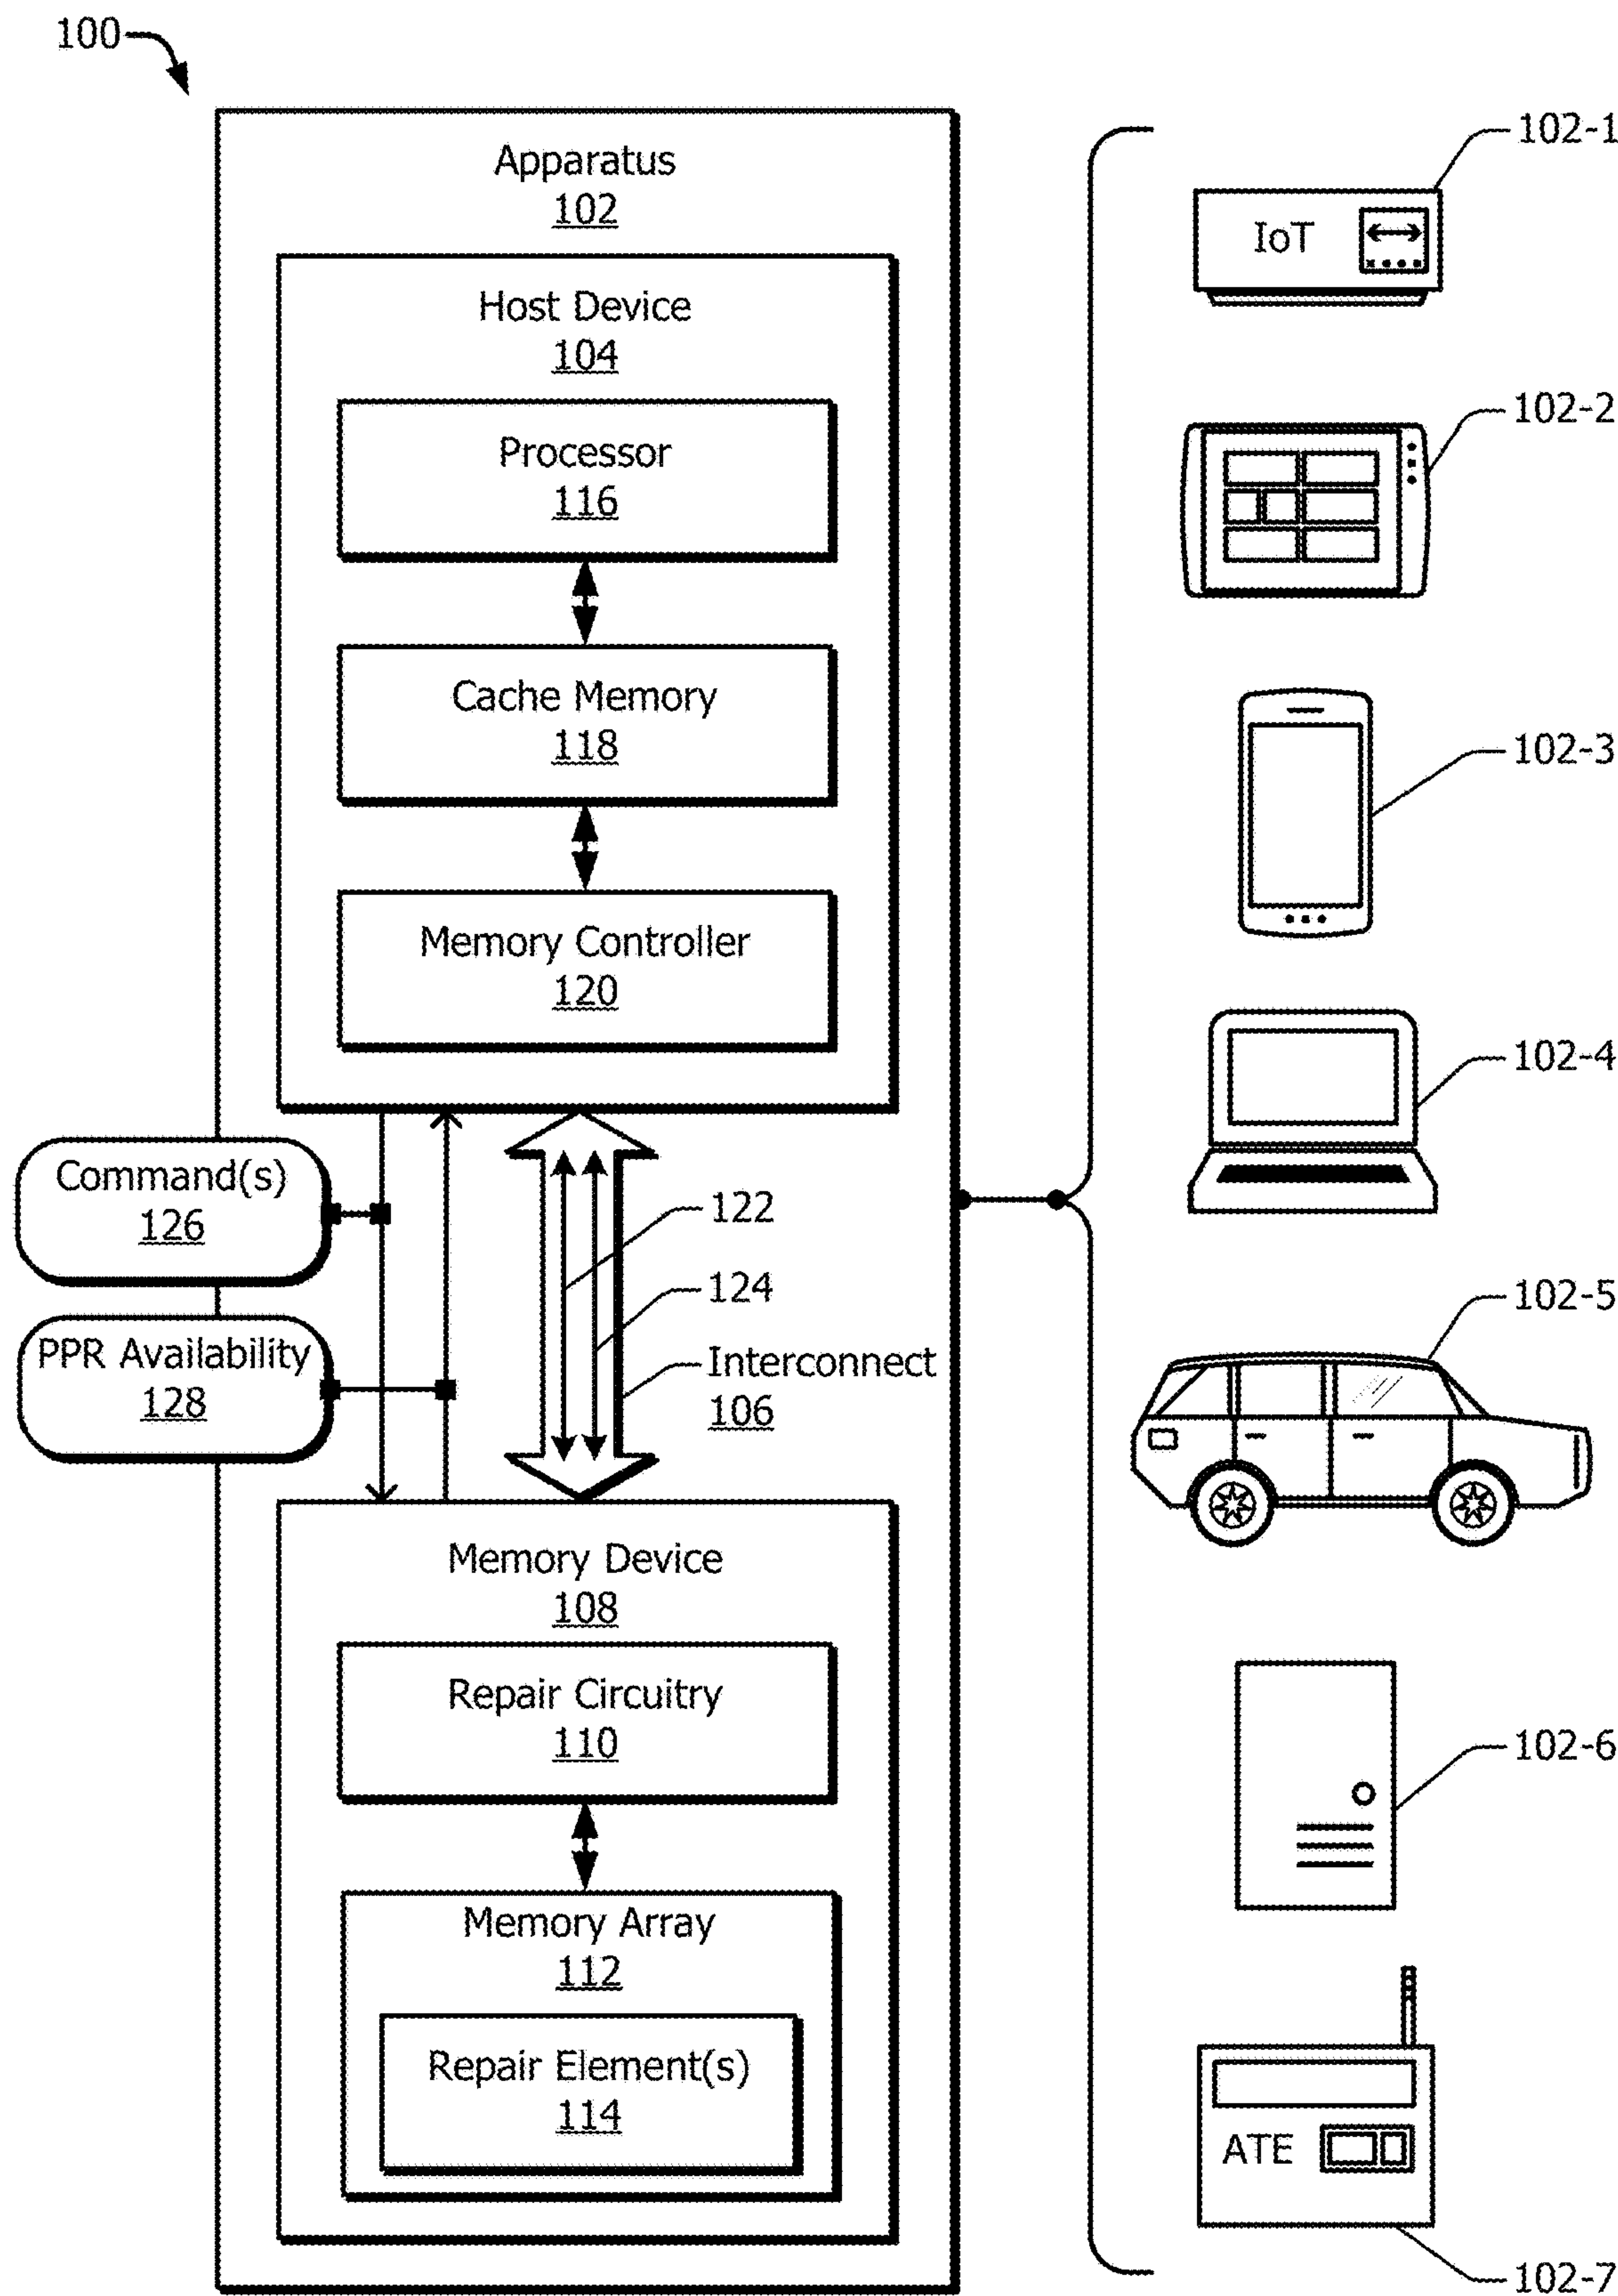 100
Apparatus
102
Host Device
104
Processor
116
Cache Memory
118
Memory Controller
120
Command(s)
126
PPR Availability
128
122
124
Interconnect
106
Memory Device
108
Repair Circuitry
110
Memory Array
112
Repair Element(s)
114
102-1
IoT
102-2
102-3
102-4
102-5
102-6
ATE
102-7